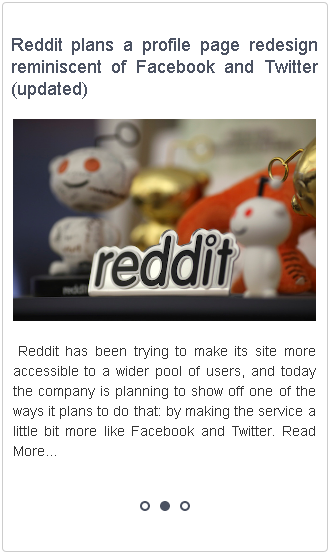 Reddit plans a profile page redesign
reminiscent of Facebook and Twitter
(updated)
reddit
reddit
Reddit has been trying to make its site more
accessible to a wider pool of users, and today
the company is planning to show off one of the
ways it plans to do that: by making the service a
little bit more like Facebook and Twitter. Read
More...